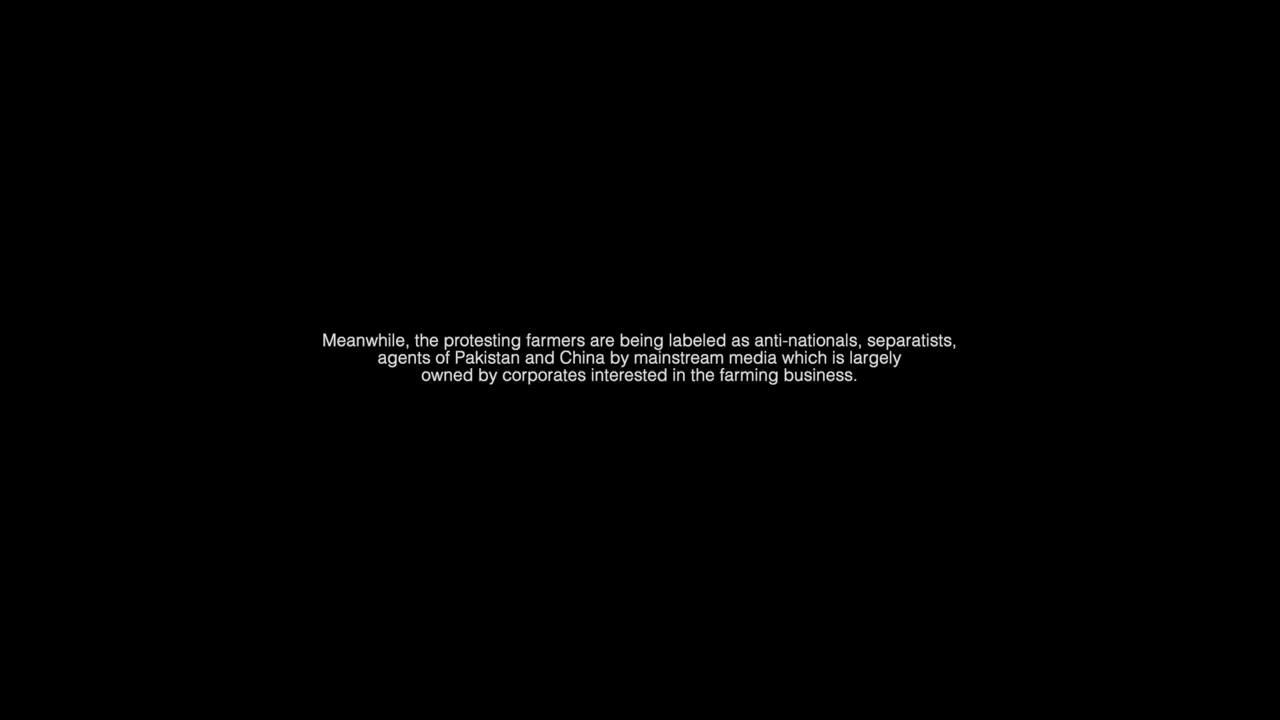 Meanwhile, the protesting farmers are being labeled as anti-nationals, separatists,
agents of Pakistan and China by mainstream media which is largely
owned by corporates interested in the farming business.